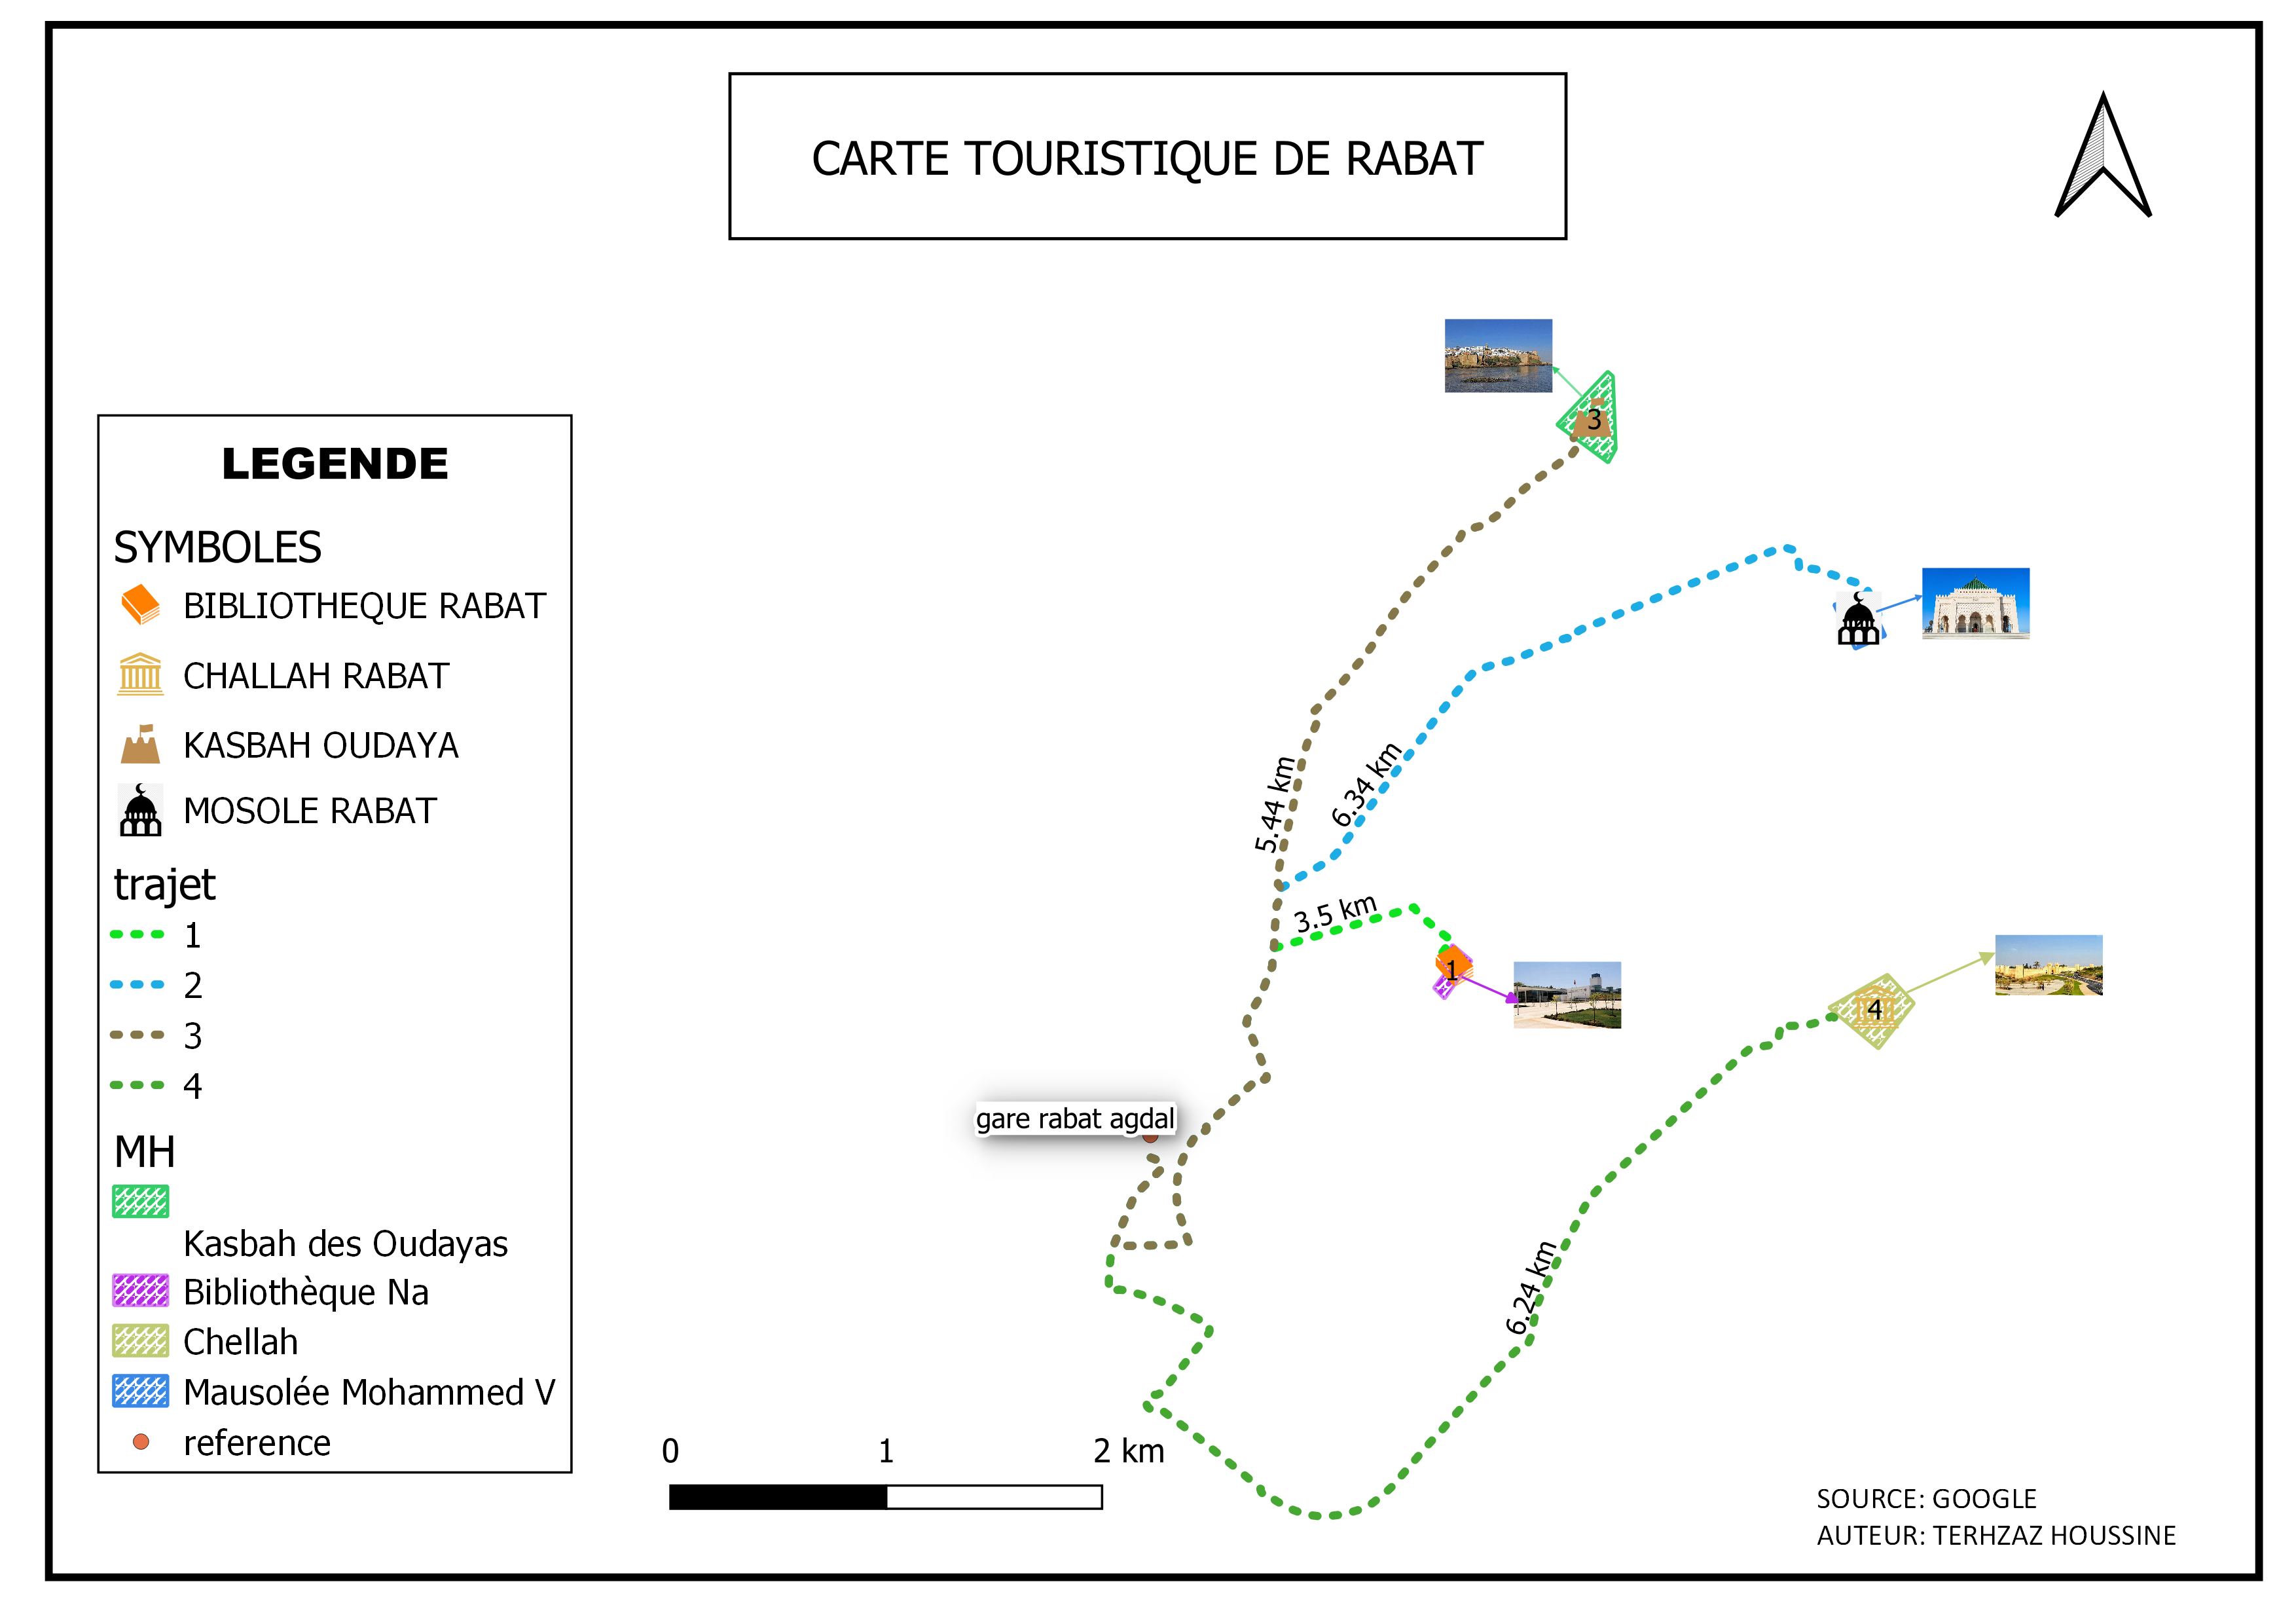 CARTE TOURISTIQUE DE RABAT
3
LEGENDE
SYMBOLES
BIBLIOTHEQUE RABAT
CHALLAH RABAT
KASBAH OUDAYA
MOSOLE RABAT
trajet
1
2
3
4
MH
Kasbah des Oudayas
Bibliothèque Na
Chellah
Mausolée Mohammed V
reference
5.44 km
6.34 km
3.5 km
1
4
gare rabat agdal
6.24 km
0 1 2 km
SOURCE: GOOGLE
AUTEUR: TERHZAZ HOUSSINE